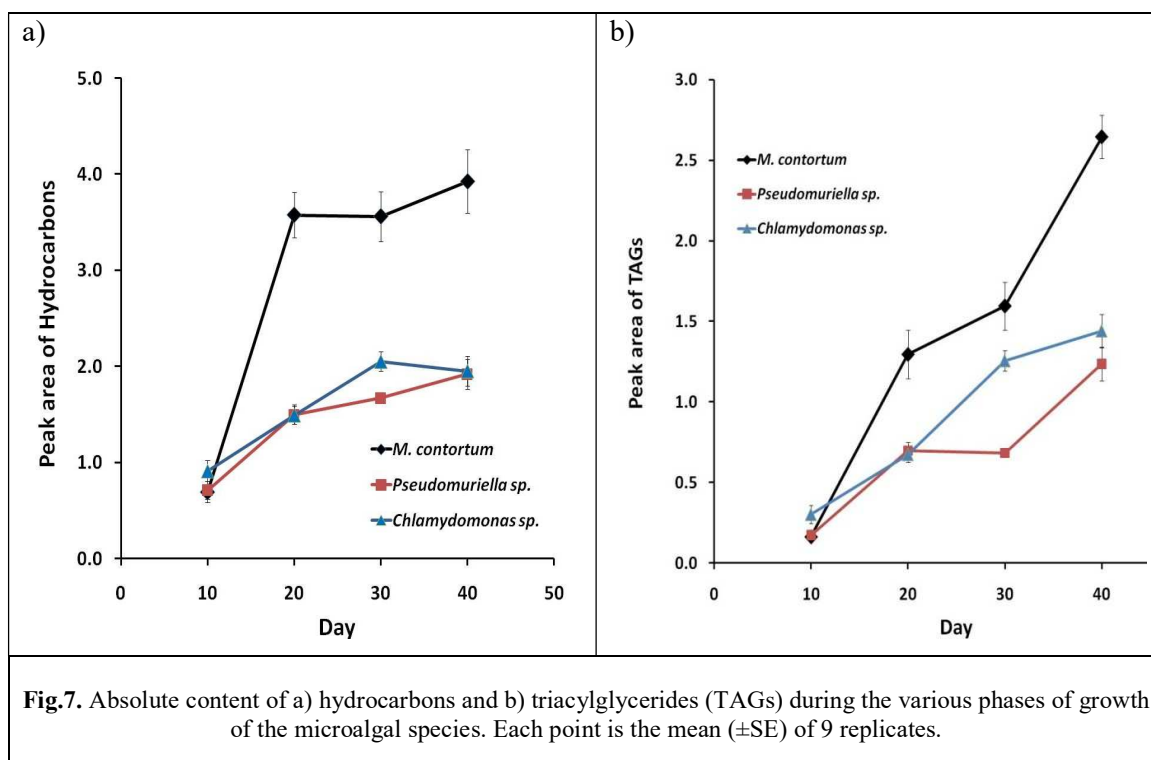 a)
5.0
4.0
3.0
2.0
1.0
0.0
0
10
20
30
40
50
Peak area of Hydrocarbons
Day
M. contortum
Pseudomuriella sp.
Chlamydomonas sp.
b)
3.0
2.5
2.0
1.5
1.0
0.5
0.0
0
10
20
30
40
Peak area of TAGs
Day
M. contortum
Pseudomuriella sp.
Chlamydomonas sp.
Fig.7. Absolute content of a) hydrocarbons and b) triacylglycerides (TAGs) during the various phases of growth
of the microalgal species. Each point is the mean (±SE) of 9 replicates.